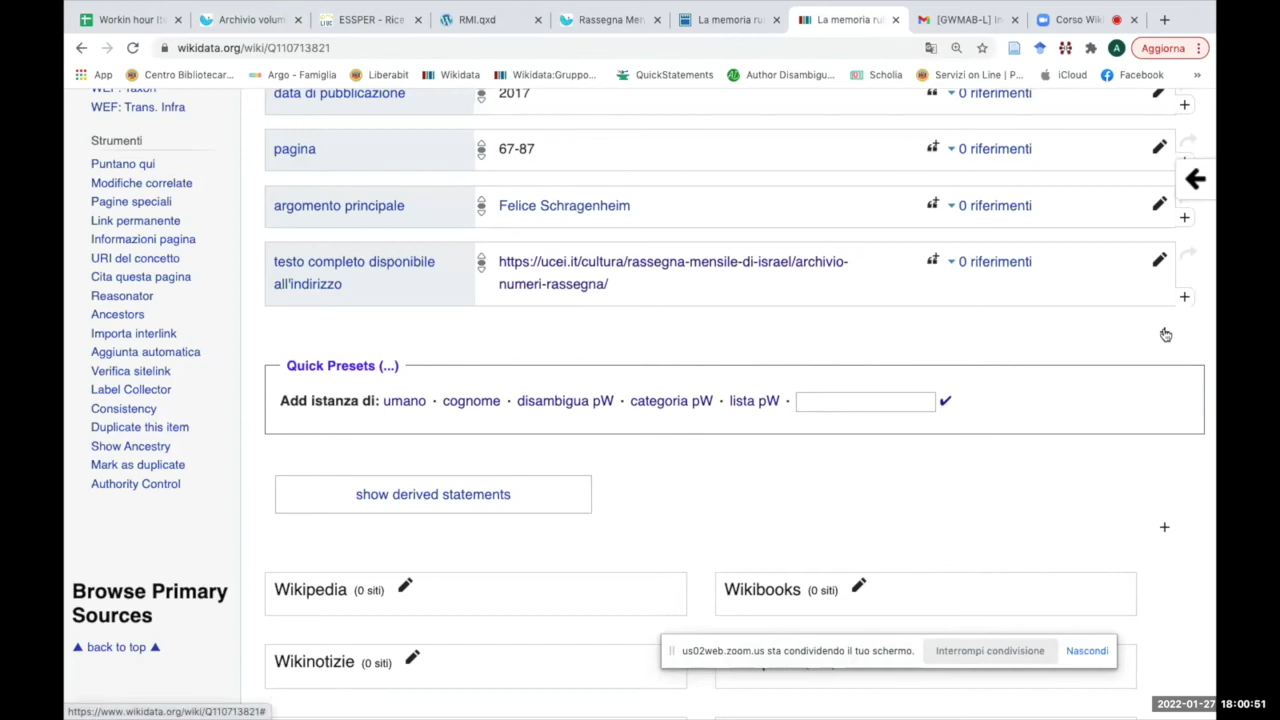 Workin hour It:
Archivio volum
ESSPER - Rice
RMI.qxd
Rassegna Men
La memoria ru
La memoria ru
[GWMAB-L] In
Corso Wiki
wikidata.org/wiki/Q110713821
A
Aggiorna
App
Centro Bibliotecar...
Argo - Famiglia
Liberabit
Wikidata
Wikidata:Gruppo...
QuickStatements
Author Disambigu...
Scholia
Servizi on Line | P...
iCloud
Facebook
»
WEF: Taxon
WEF: Trans. Infra
Strumenti
Puntano qui
Modifiche correlate
Pagine speciali
Link permanente
Informazioni pagina
URI del concetto
Cita questa pagina
Reasonator
Ancestors
Importa interlink
Aggiunta automatica
Verifica sitelink
Label Collector
Consistency
Duplicate this item
Show Ancestry
Mark as duplicate
Authority Control
Browse Primary
Sources
▲ back to top ▲
data di pubblicazione
2017
0 riferimenti
pagina
67-87
0 riferimenti
argomento principale
Felice Schragenheim
0 riferimenti
testo completo disponibile
all'indirizzo
https://ucei.it/cultura/rassegna-mensile-di-israel/archivio-
numeri-rassegna/
0 riferimenti
Quick Presets (...)
Add istanza di: umano · cognome · disambigua pW · categoria pW · lista pW ·
show derived statements
Wikipedia (0 siti)
Wikibooks (0 siti)
Wikinotizie (0 siti)
us02web.zoom.us sta condividendo il tuo schermo.
Interrompi condivisione
Nascondi
https://www.wikidata.org/wiki/Q110713821#
2022-01-27 18:00:51